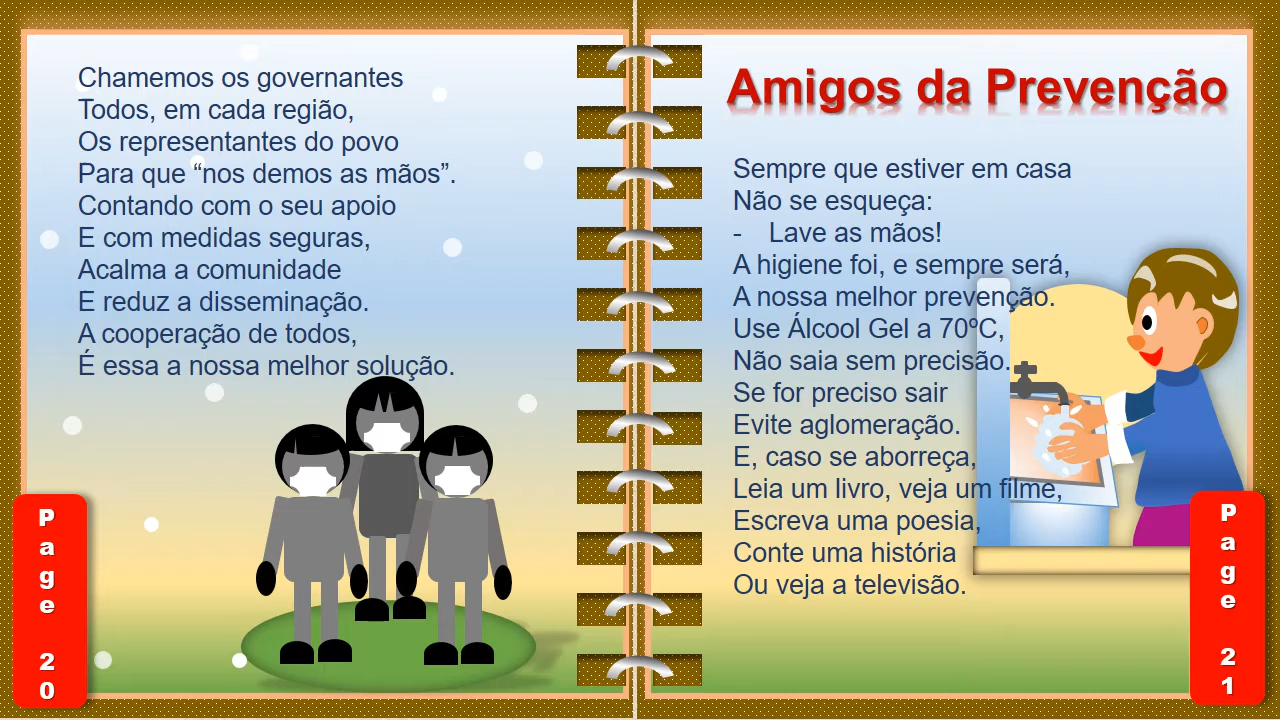 Chamemos os governantes
Todos, em cada região,
Os representantes do povo
Para que “nos demos as mãos”.
Contando com o seu apoio
E com medidas seguras,
Acalma a comunidade
E reduz a disseminação.
A cooperação de todos,
É essa a nossa melhor solução.
Page 20
Amigos da Prevenção
Sempre que estiver em casa
Não se esqueça:
- Lave as mãos!
A higiene foi, e sempre será,
A nossa melhor prevenção.
Use Álcool Gel a 70ºC,
Não saia sem precisão.
Se for preciso sair
Evite aglomeração.
E, caso se aborreça,
Leia um livro, veja um filme,
Escreva uma poesia,
Conte uma história
Ou veja a televisão.
Page 21